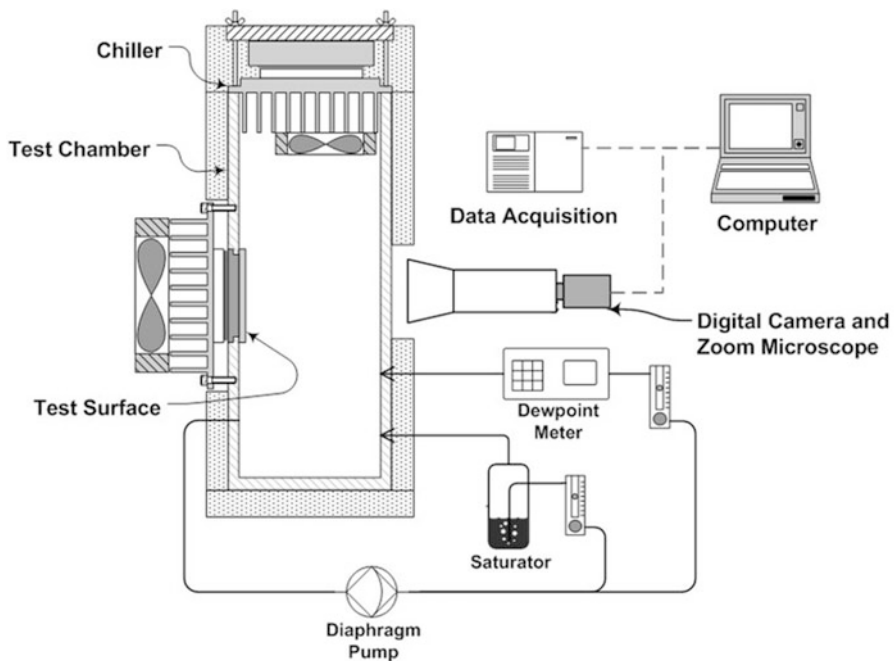 Chiller
Test Chamber
Data Acquisition
Computer
Digital Camera and
Zoom Microscope
Test Surface
Dewpoint
Meter
Saturator
Diaphragm
Pump